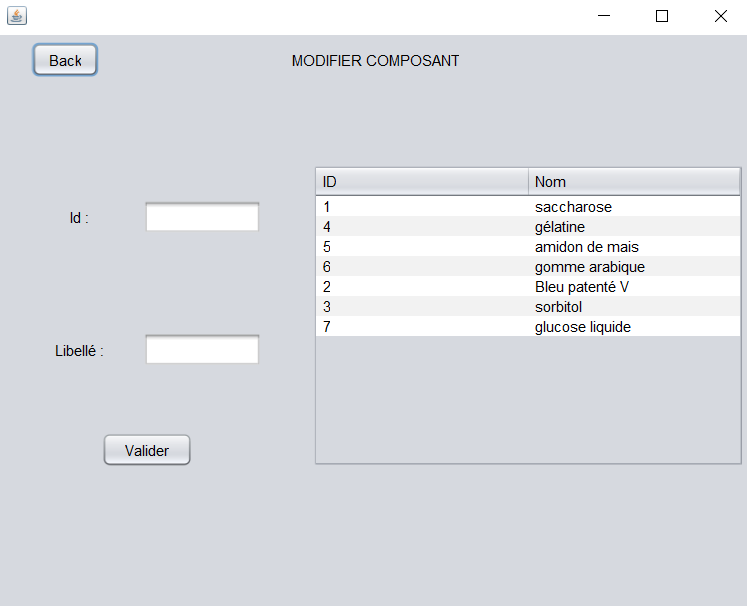 Back
MODIFIER COMPOSANT
Id :
Libellé :
Valider
ID Nom
1 saccharose
4 gélatine
5 amidon de mais
6 gomme arabique
2 Bleu patenté V
3 sorbitol
7 glucose liquide